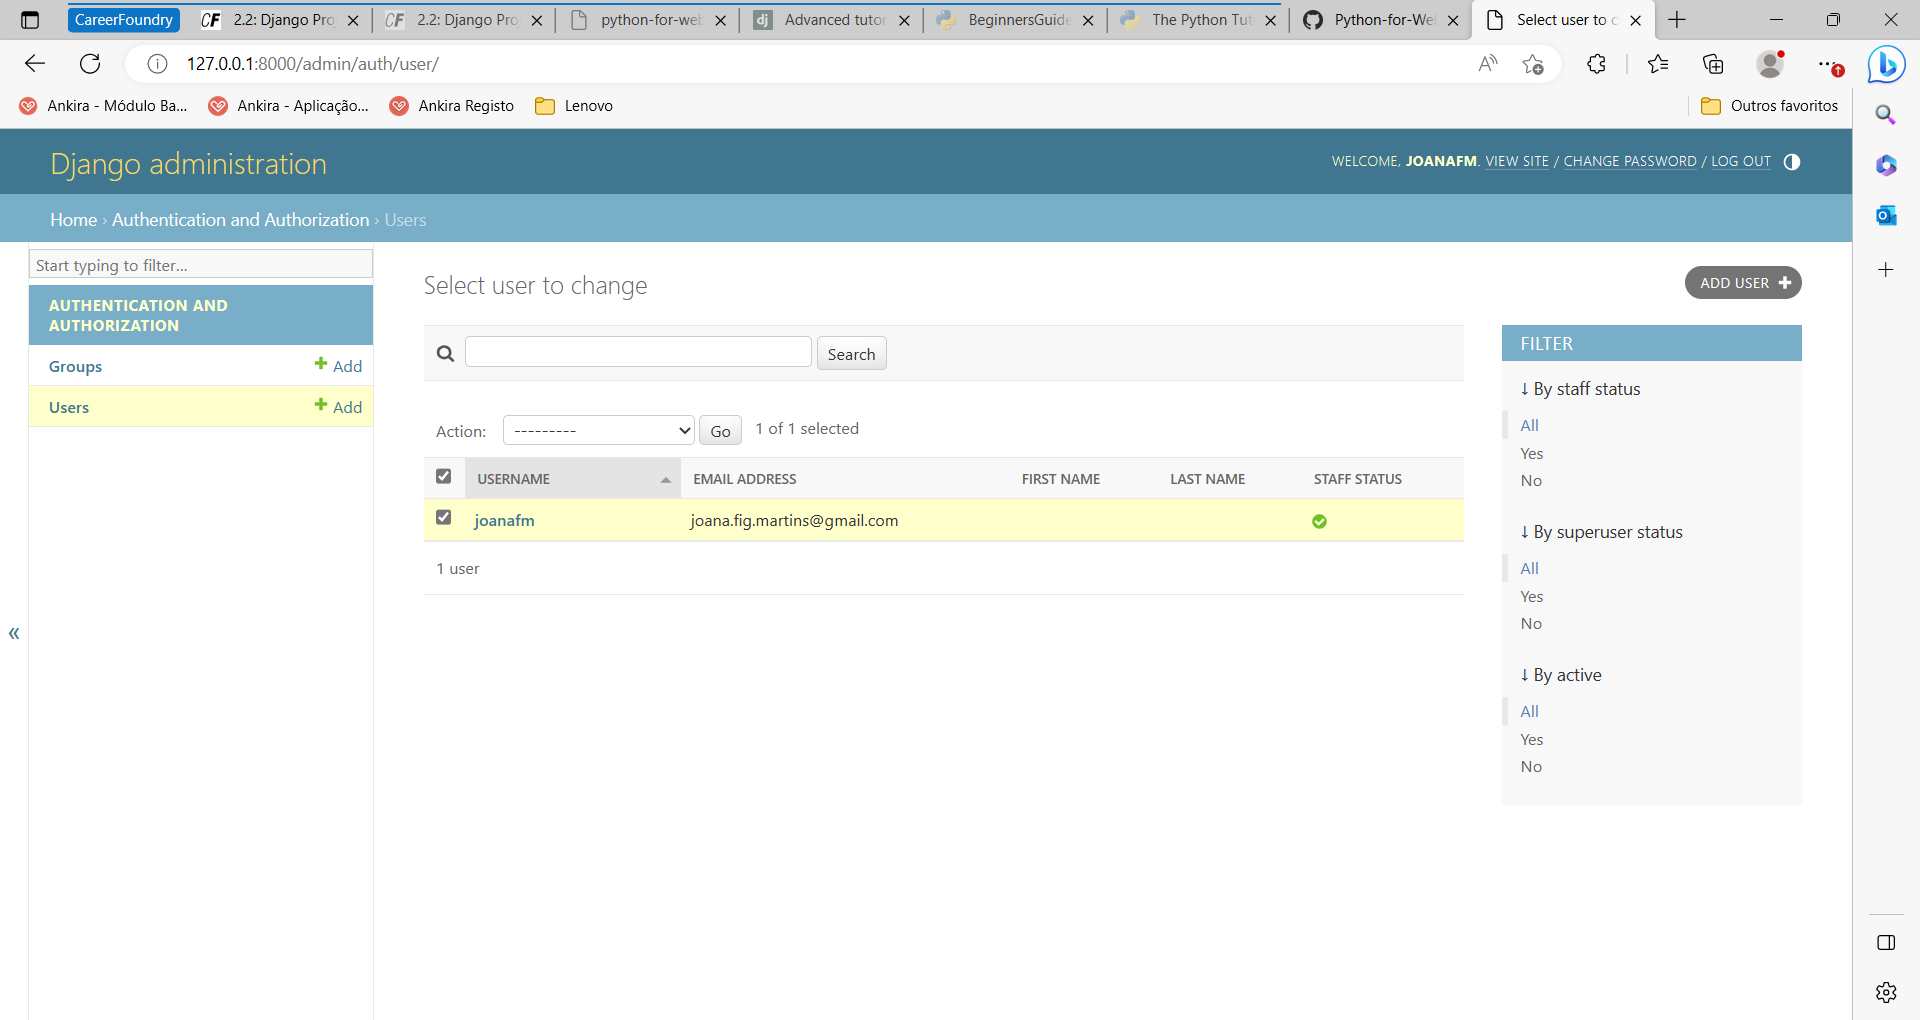 CareerFoundry
CF 2.2: Django Pro
CF 2.2: Django Pro
python-for-web
dj Advanced tutor
BeginnersGuide
The Python Tut
Python-for-We
Select user to c
127.0.0.1:8000/admin/auth/user/
Ankira - Módulo Ba...
Ankira - Aplicação...
Ankira Registo
Lenovo
Outros favoritos
Django administration
WELCOME, JOANAFM. VIEW SITE / CHANGE PASSWORD / LOG OUT
Home › Authentication and Authorization › Users
Start typing to filter...
AUTHENTICATION AND
AUTHORIZATION
Groups
Add
Users
Add
Select user to change
ADD USER
Search
Action:
---------
Go
1 of 1 selected
USERNAME
EMAIL ADDRESS
FIRST NAME
LAST NAME
STAFF STATUS
joanafm
joana.fig.martins@gmail.com
1 user
«
FILTER
↓ By staff status
All
Yes
No
↓ By superuser status
All
Yes
No
↓ By active
All
Yes
No